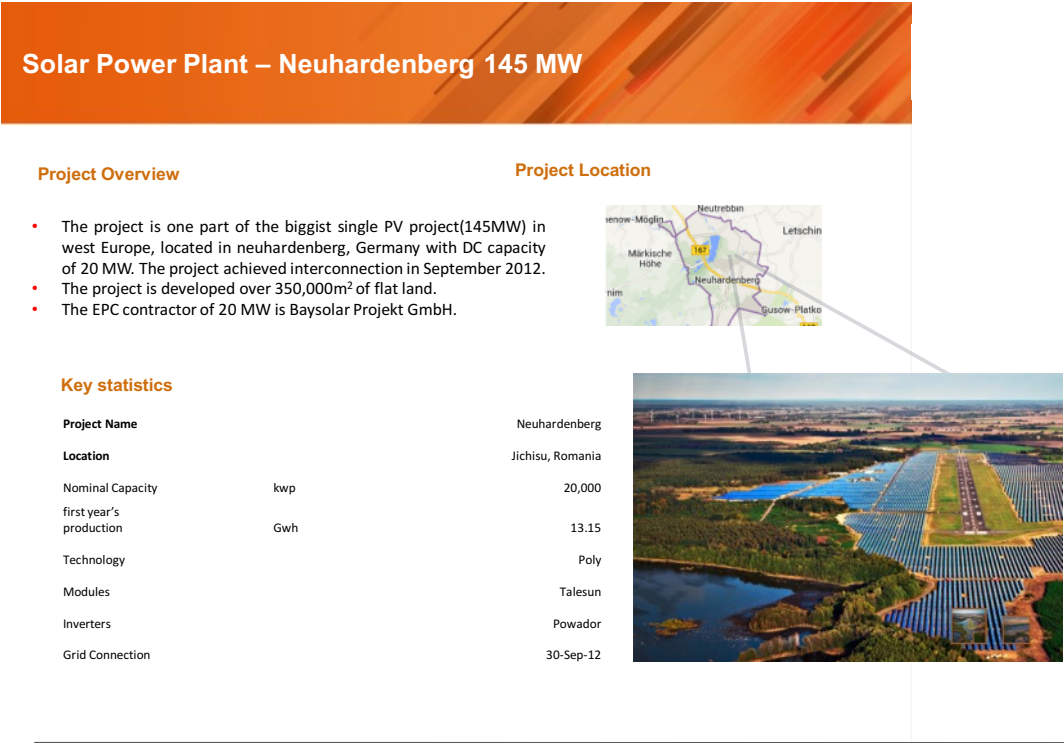 Solar Power Plant – Neuhardenberg 145 MW
Project Overview
Project Location
• The project is one part of the biggist single PV project(145MW) in
west Europe, located in neuhardenberg, Germany with DC capacity
of 20 MW. The project achieved interconnection in September 2012.
• The project is developed over 350,000m² of flat land.
• The EPC contractor of 20 MW is Baysolar Projekt GmbH.
Neutrebbin
Letschin
Märkische
Höhe
167
Neuhardenberg
Gusow-Platko
Key statistics
Project Name Neuhardenberg
Location Jichisu, Romania
Nominal Capacity kwp 20,000
first year's
production Gwh 13.15
Technology Poly
Modules Talesun
Inverters Powador
Grid Connection 30-Sep-12